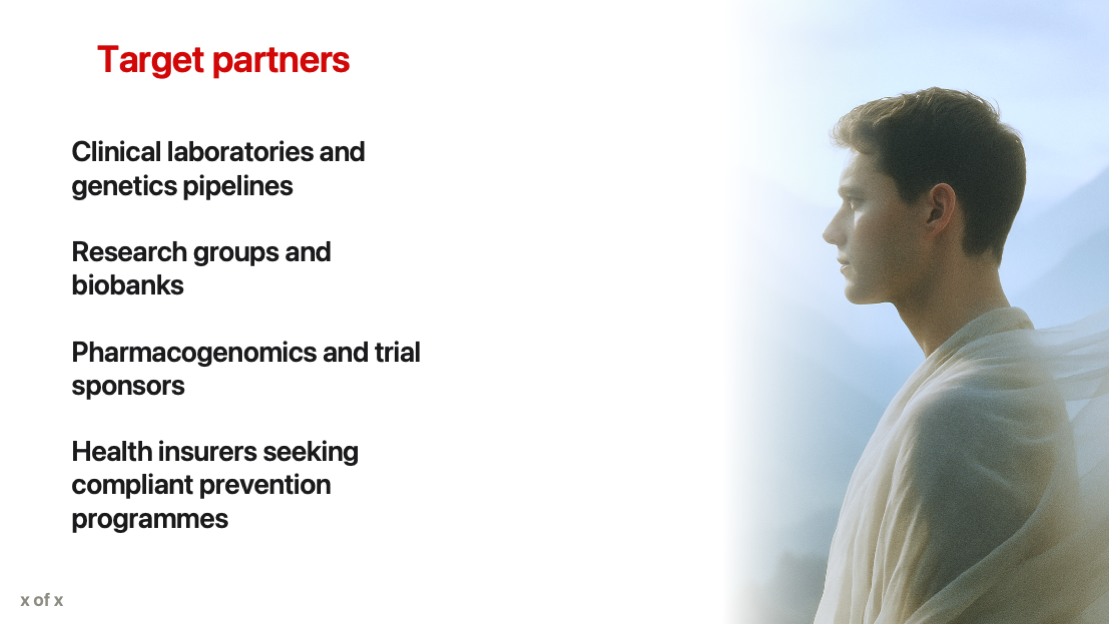 Target partners
Clinical laboratories and
genetics pipelines
Research groups and
biobanks
Pharmacogenomics and trial
sponsors
Health insurers seeking
compliant prevention
programmes
x of x